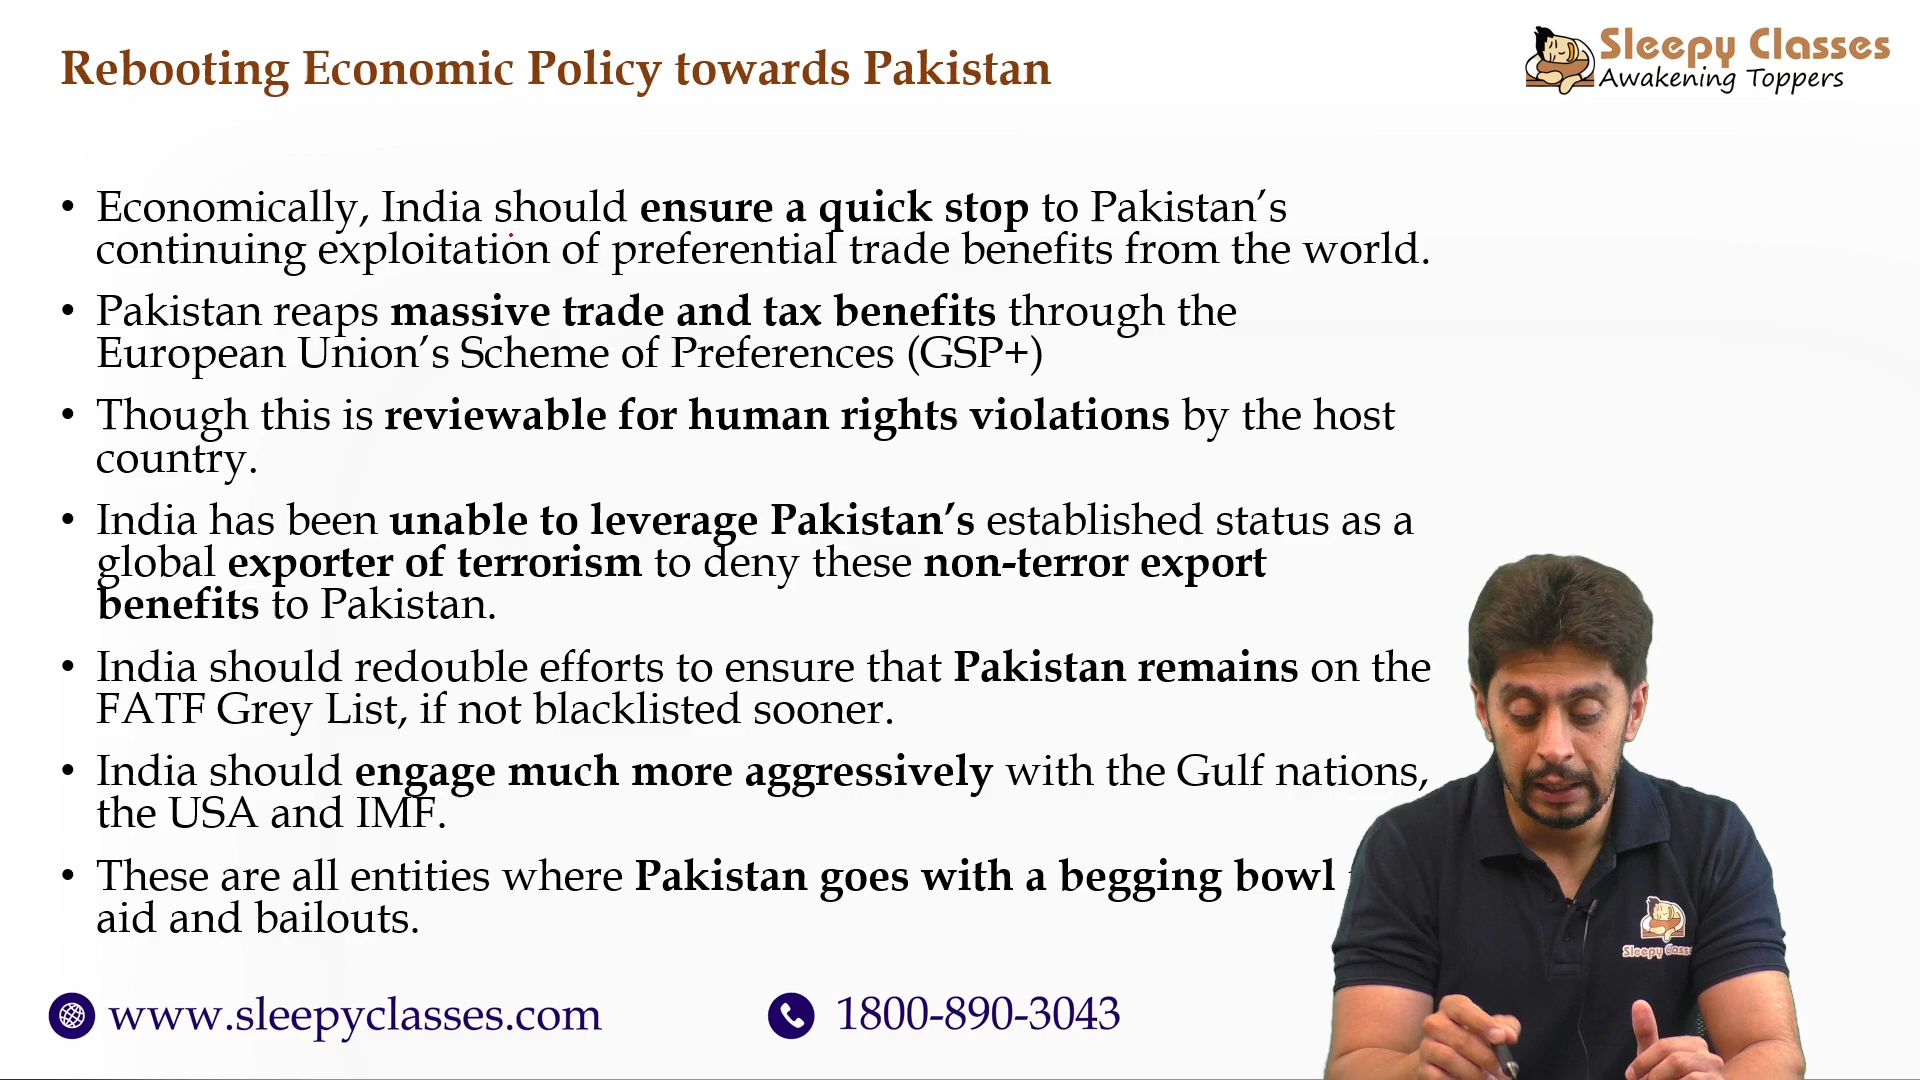 Rebooting Economic Policy towards Pakistan
Sleepy Classes
Awakening Toppers
• Economically, India should ensure a quick stop to Pakistan’s
continuing exploitation of preferential trade benefits from the world.
• Pakistan reaps massive trade and tax benefits through the
European Union’s Scheme of Preferences (GSP+)
• Though this is reviewable for human rights violations by the host
country.
• India has been unable to leverage Pakistan’s established status as a
global exporter of terrorism to deny these non-terror export
benefits to Pakistan.
• India should redouble efforts to ensure that Pakistan remains on the
FATF Grey List, if not blacklisted sooner.
• India should engage much more aggressively with the Gulf nations,
the USA and IMF.
• These are all entities where Pakistan goes with a begging bowl
aid and bailouts.
Sleepy Classes
www.sleepyclasses.com
1800-890-3043